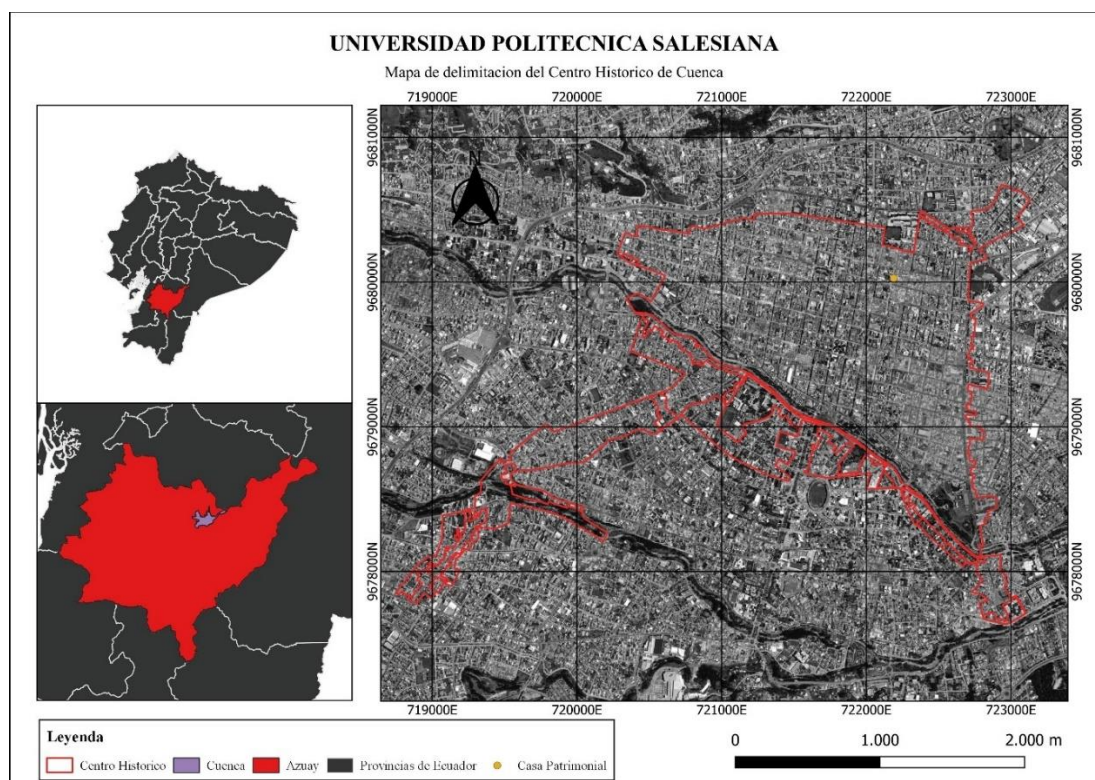 UNIVERSIDAD POLITECNICA SALESIANA
Mapa de delimitacion del Centro Historico de Cuenca
719000E 720000E 721000E 722000E 723000E
9681000N 9681000N
N
9680000N 9680000N
9679000N 9679000N
9678000N 9678000N
719000E 720000E 721000E 722000E 723000E
Leyenda
Centro Historico Cuenca Azuay Provincias de Ecuador Casa Patrimonial
0 1.000 2.000 m